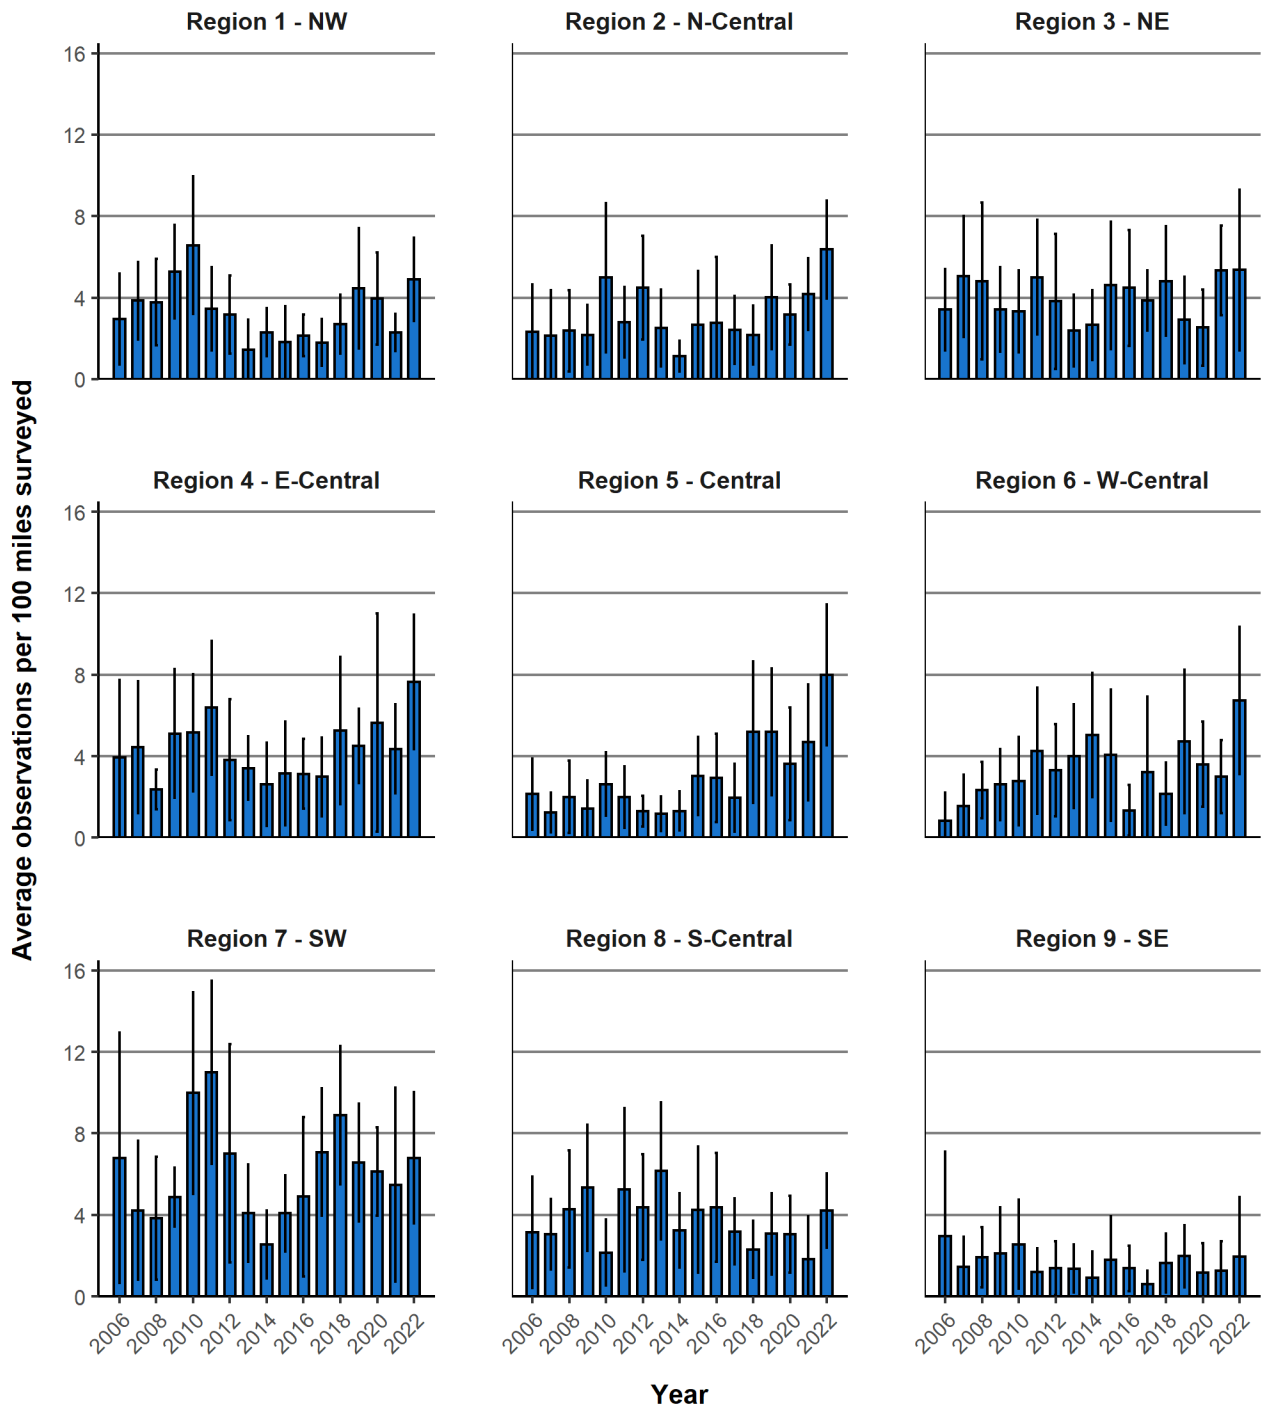 Region 1 - NW
Region 2 - N-Central
Region 3 - NE
16
12
8
4
0
Region 4 - E-Central
Region 5 - Central
Region 6 - W-Central
16
12
8
4
0
Average observations per 100 miles surveyed
Region 7 - SW
Region 8 - S-Central
Region 9 - SE
16
12
8
4
0
2006 2008 2010 2012 2014 2016 2018 2020 2022
2006 2008 2010 2012 2014 2016 2018 2020 2022
2006 2008 2010 2012 2014 2016 2018 2020 2022
Year